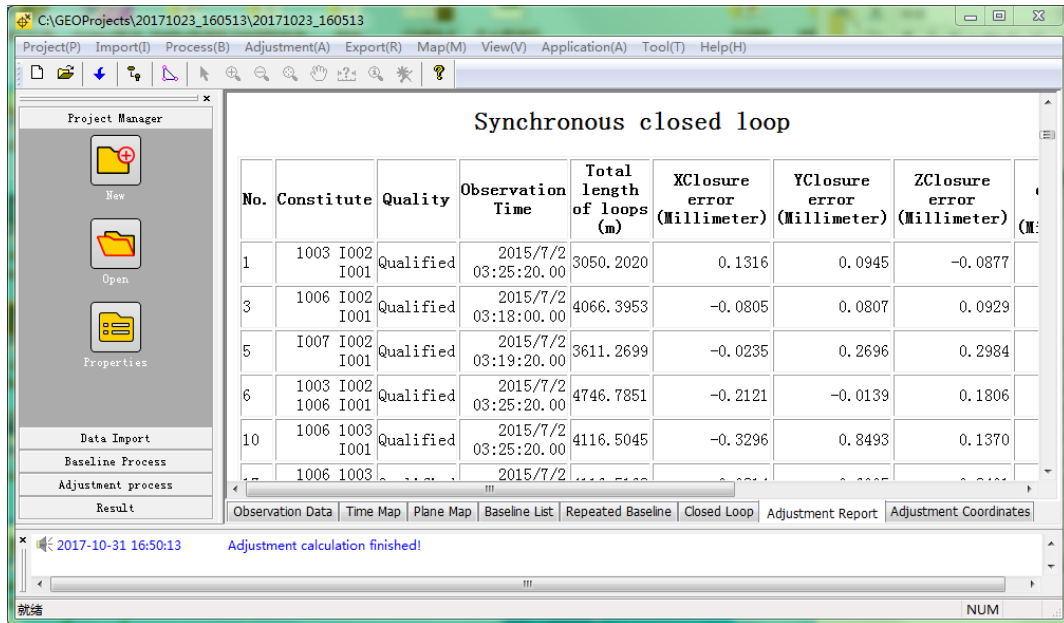 C:\GEOProjects\20171023_160513\20171023_160513
Project(P) Import(I) Process(B) Adjustment(A) Export(R) Map(M) View(V) Application(A) Tool(T) Help(H)
Project Manager
New
Open
Properties
Data Import
Baseline Process
Adjustment process
Result
Synchronous closed loop
No. Constitute Quality Observation Time Total length of loops (m) XClosure error (Millimeter) YClosure error (Millimeter) ZClosure error (Millimeter)
1 1003 I002 I001 Qualified 2015/7/2 03:25:20.00 3050.2020 0.1316 0.0945 -0.0877
3 1006 I002 I001 Qualified 2015/7/2 03:18:00.00 4066.3953 -0.0805 0.0807 0.0929
5 I007 I002 I001 Qualified 2015/7/2 03:19:20.00 3611.2699 -0.0235 0.2696 0.2984
6 1003 I002 1006 I001 Qualified 2015/7/2 03:25:20.00 4746.7851 -0.2121 -0.0139 0.1806
10 1006 1003 I001 Qualified 2015/7/2 03:25:20.00 4116.5045 -0.3296 0.8493 0.1370
1006 1003 2015/7/2
Observation Data Time Map Plane Map Baseline List Repeated Baseline Closed Loop Adjustment Report Adjustment Coordinates
2017-10-31 16:50:13 Adjustment calculation finished!
就绪 NUM